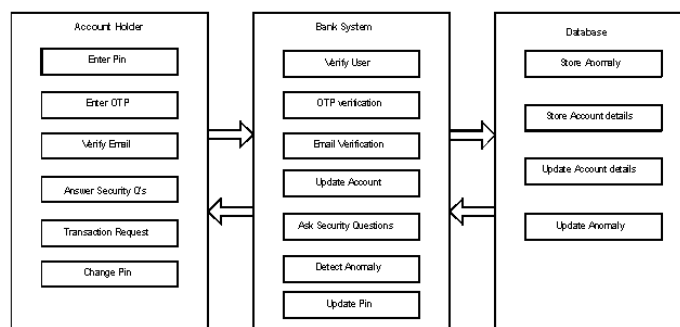 Account Holder
Enter Pin
Enter OTP
Verify Email
Answer Security Q's
Transaction Request
Change Pin
Bank System
Verify User
OTP verification
Email Verification
Update Account
Ask Security Questions
Detect Anomaly
Update Pin
Database
Store Anomaly
Store Account details
Update Account details
Update Anomaly